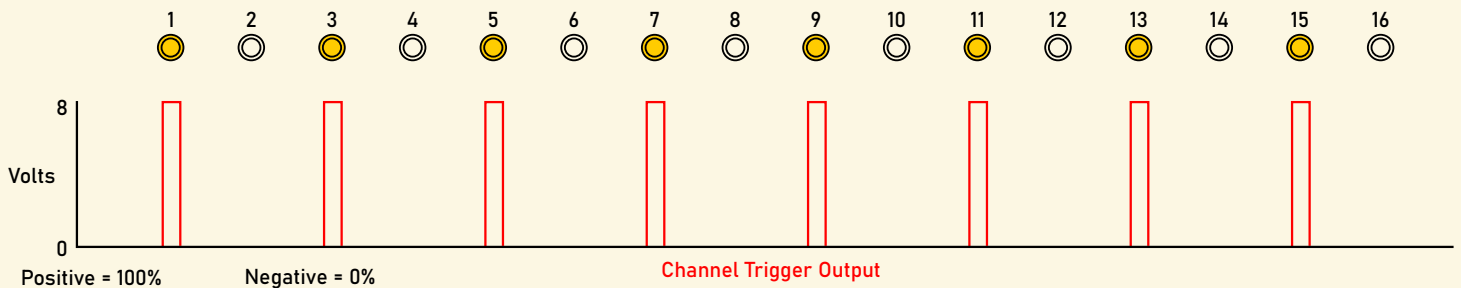 1 2 3 4 5 6 7 8 9 10 11 12 13 14 15 16
8
Volts
0
Positive = 100% Negative = 0% Channel Trigger Output